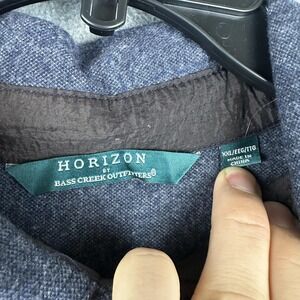 HORIZON
BY
BASS CREEK OUTFITTERS®
XXL/EEG/TTG
MADE IN
CHINA